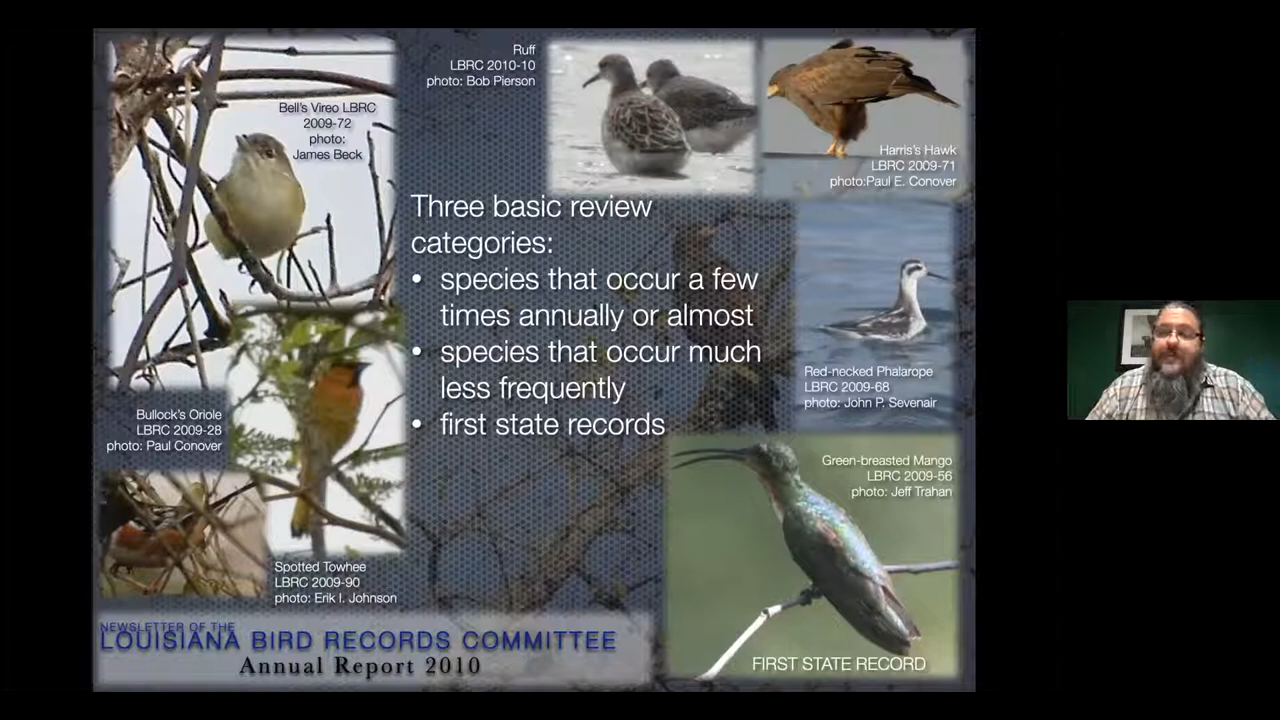 Ruff
LBRC 2010-10
photo: Bob Pierson
Bell's Vireo LBRC
2009-72
photo:
James Beck
Harris's Hawk
LBRC 2009-71
photo:Paul E. Conover
Three basic review
categories:
• species that occur a few
times annually or almost
• species that occur much
less frequently
• first state records
Red-necked Phalarope
LBRC 2009-68
photo: John P. Sevenair
Bullock's Oriole
LBRC 2009-28
photo: Paul Conover
Green-breasted Mango
LBRC 2009-56
photo: Jeff Trahan
Spotted Towhee
LBRC 2009-90
photo: Erik I. Johnson
NEWSLETTER OF THE
LOUISIANA BIRD RECORDS COMMITTEE
Annual Report 2010
FIRST STATE RECORD